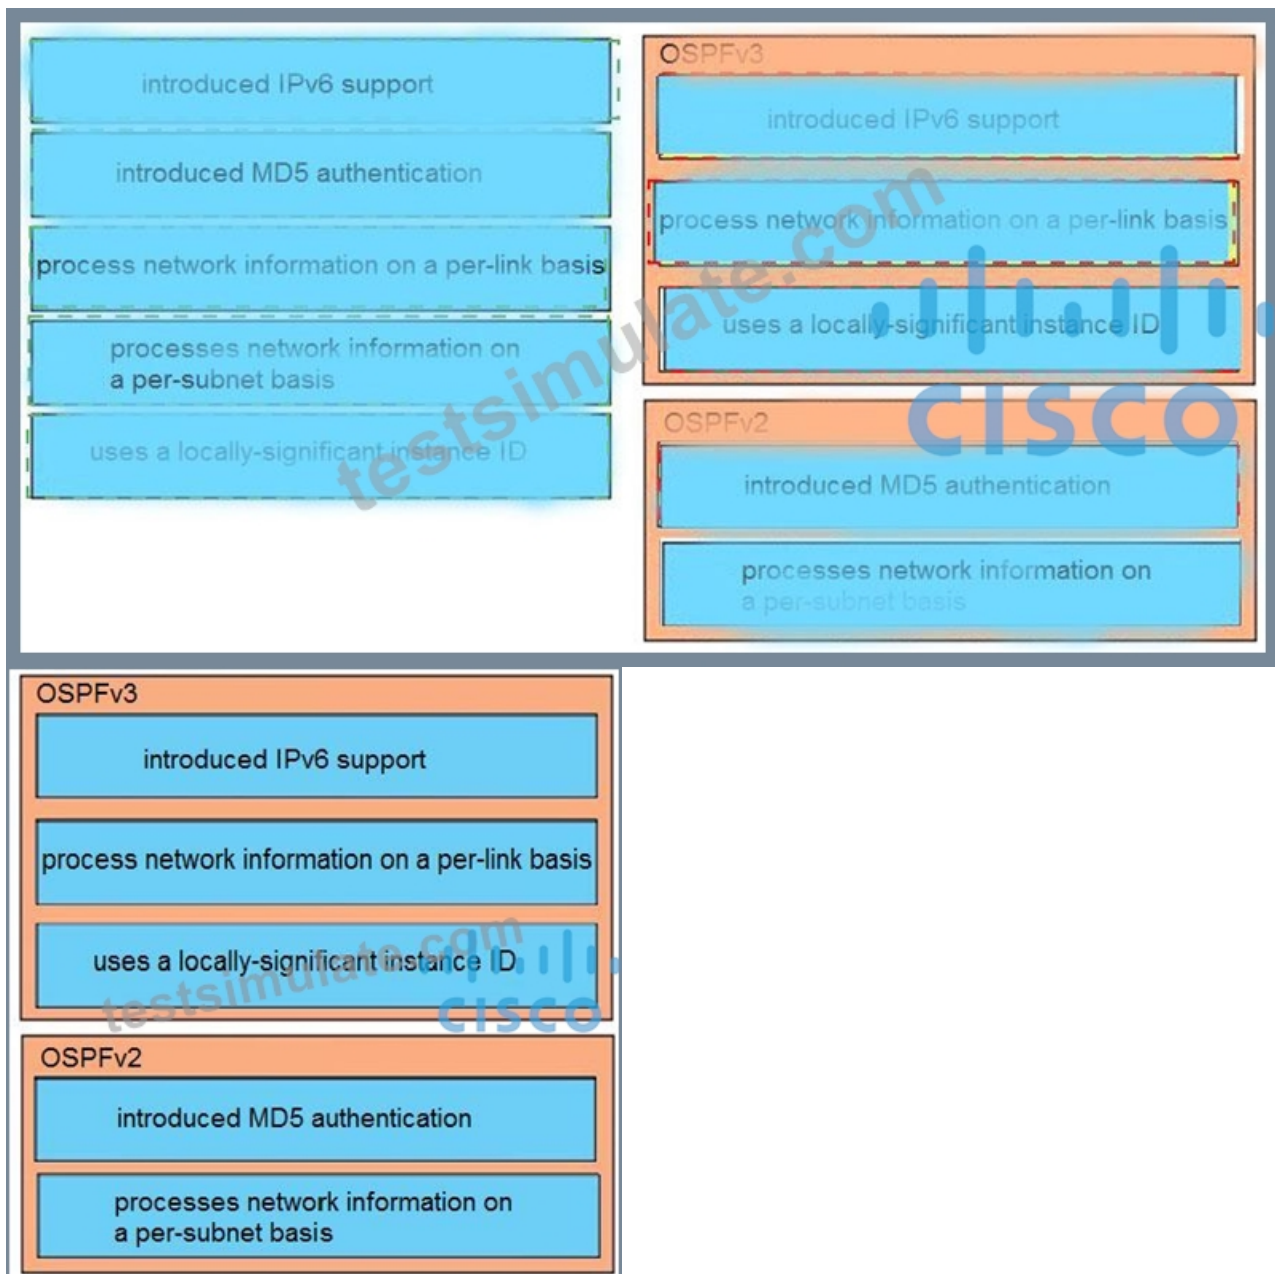 introduced IPv6 support
introduced MD5 authentication
process network information on a per-link basis
processes network information on
a per-subnet basis
uses a locally-significant instance ID
OSPFv3
introduced IPv6 support
process network information on a per-link basis
uses a locally-significant instance ID
OSPFv2
introduced MD5 authentication
processes network information on
a per-subnet basis
testsimulate.com
CISCO
OSPFv3
introduced IPv6 support
process network information on a per-link basis
uses a locally-significant instance ID
testsimulate.com
CISCO
OSPFv2
introduced MD5 authentication
processes network information on
a per-subnet basis